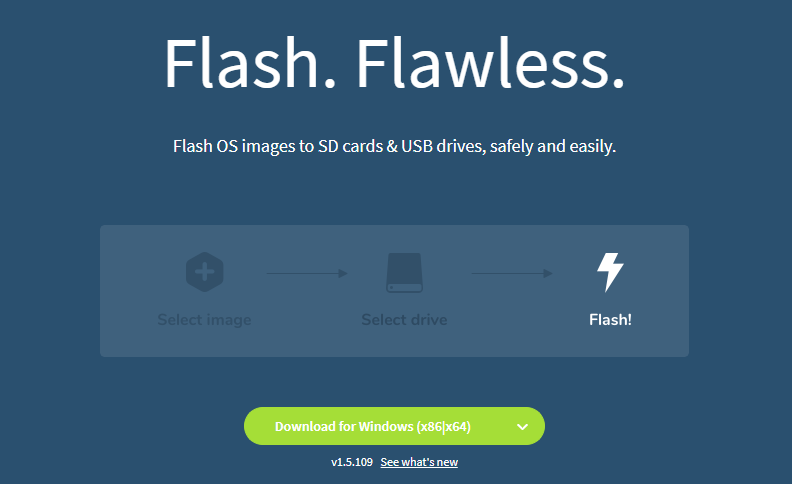 Flash. Flawless.
Flash OS images to SD cards & USB drives, safely and easily.
Select image
Select drive
Flash!
Download for Windows (x86|x64)
v1.5.109 See what's new